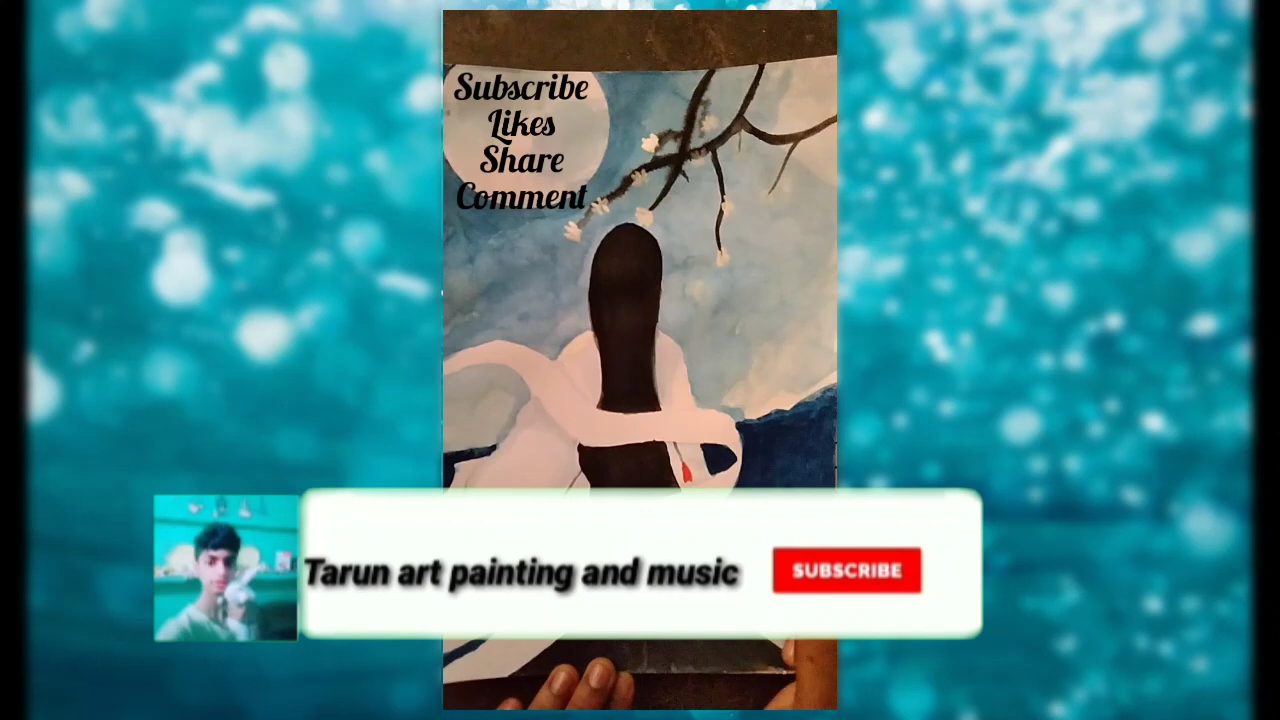 Subscribe
Likes
Share
Comment
Tarun art painting and music
SUBSCRIBE